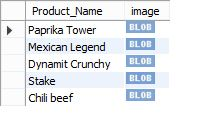 Product_Name image
Paprika Tower BLOB
Mexican Legend BLOB
Dynamit Crunchy BLOB
Stake BLOB
Chili beef BLOB